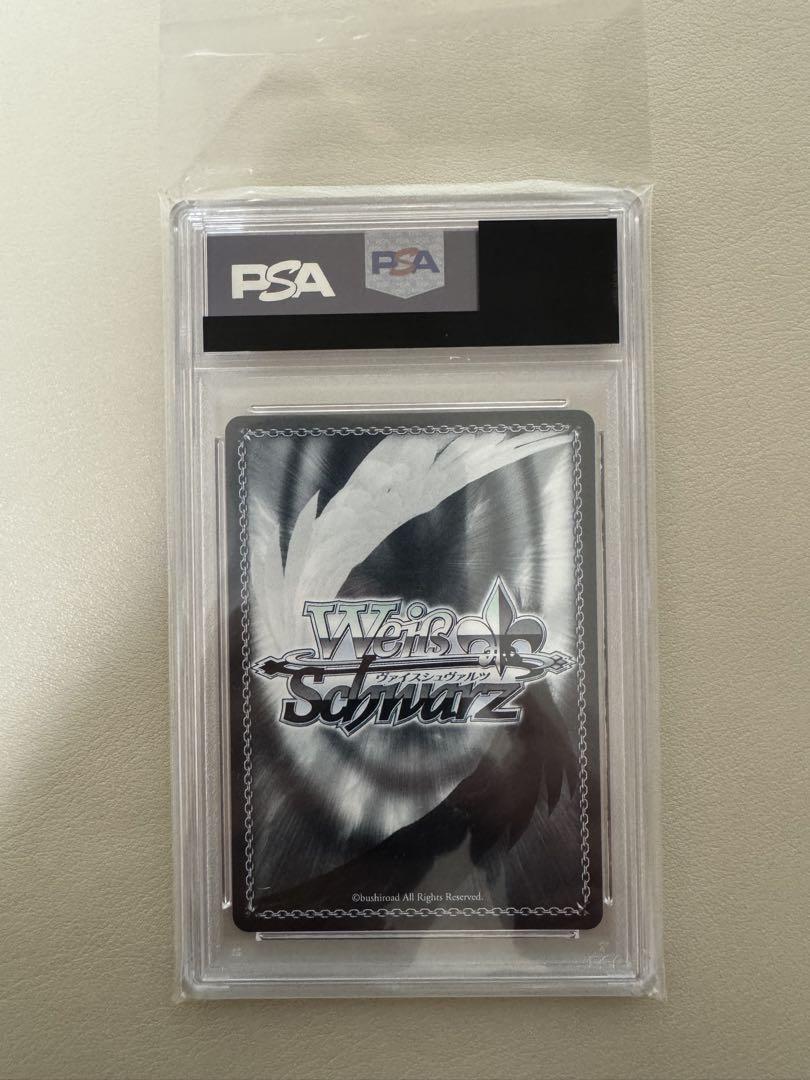 PSA
PSA
Weiß
ヴァイスシュヴァルツ
Schwarz
©bushiroad All Rights Reserved.